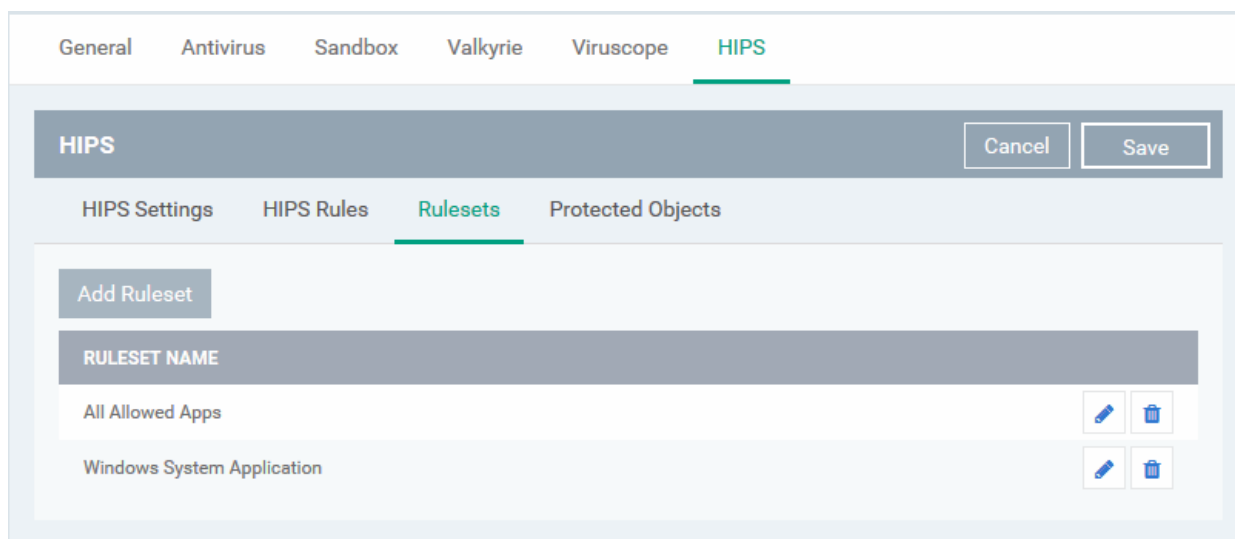 General Antivirus Sandbox Valkyrie Viruscope HIPS
HIPS Cancel Save
HIPS Settings HIPS Rules Rulesets Protected Objects
Add Ruleset
RULESET NAME
All Allowed Apps
Windows System Application